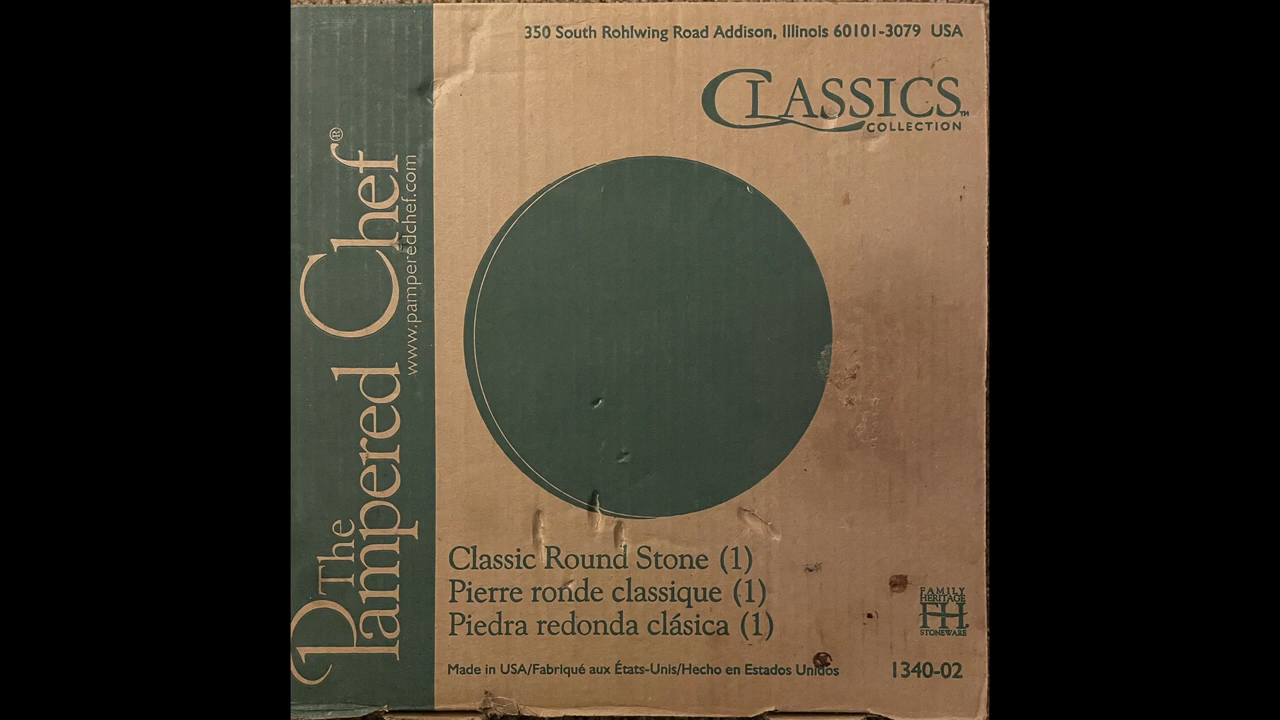 350 South Rohlwing Road Addison, Illinois 60101-3079 USA
CLASSICS™
COLLECTION
The
Pampered Chef®
www.pamperedchef.com
Classic Round Stone (1)
Pierre ronde classique (1)
Piedra redonda clásica (1)
FAMILY
HERITAGE
FH
STONEWARE
Made in USA/Fabriqué aux États-Unis/Hecho en Estados Unidos
1340-02